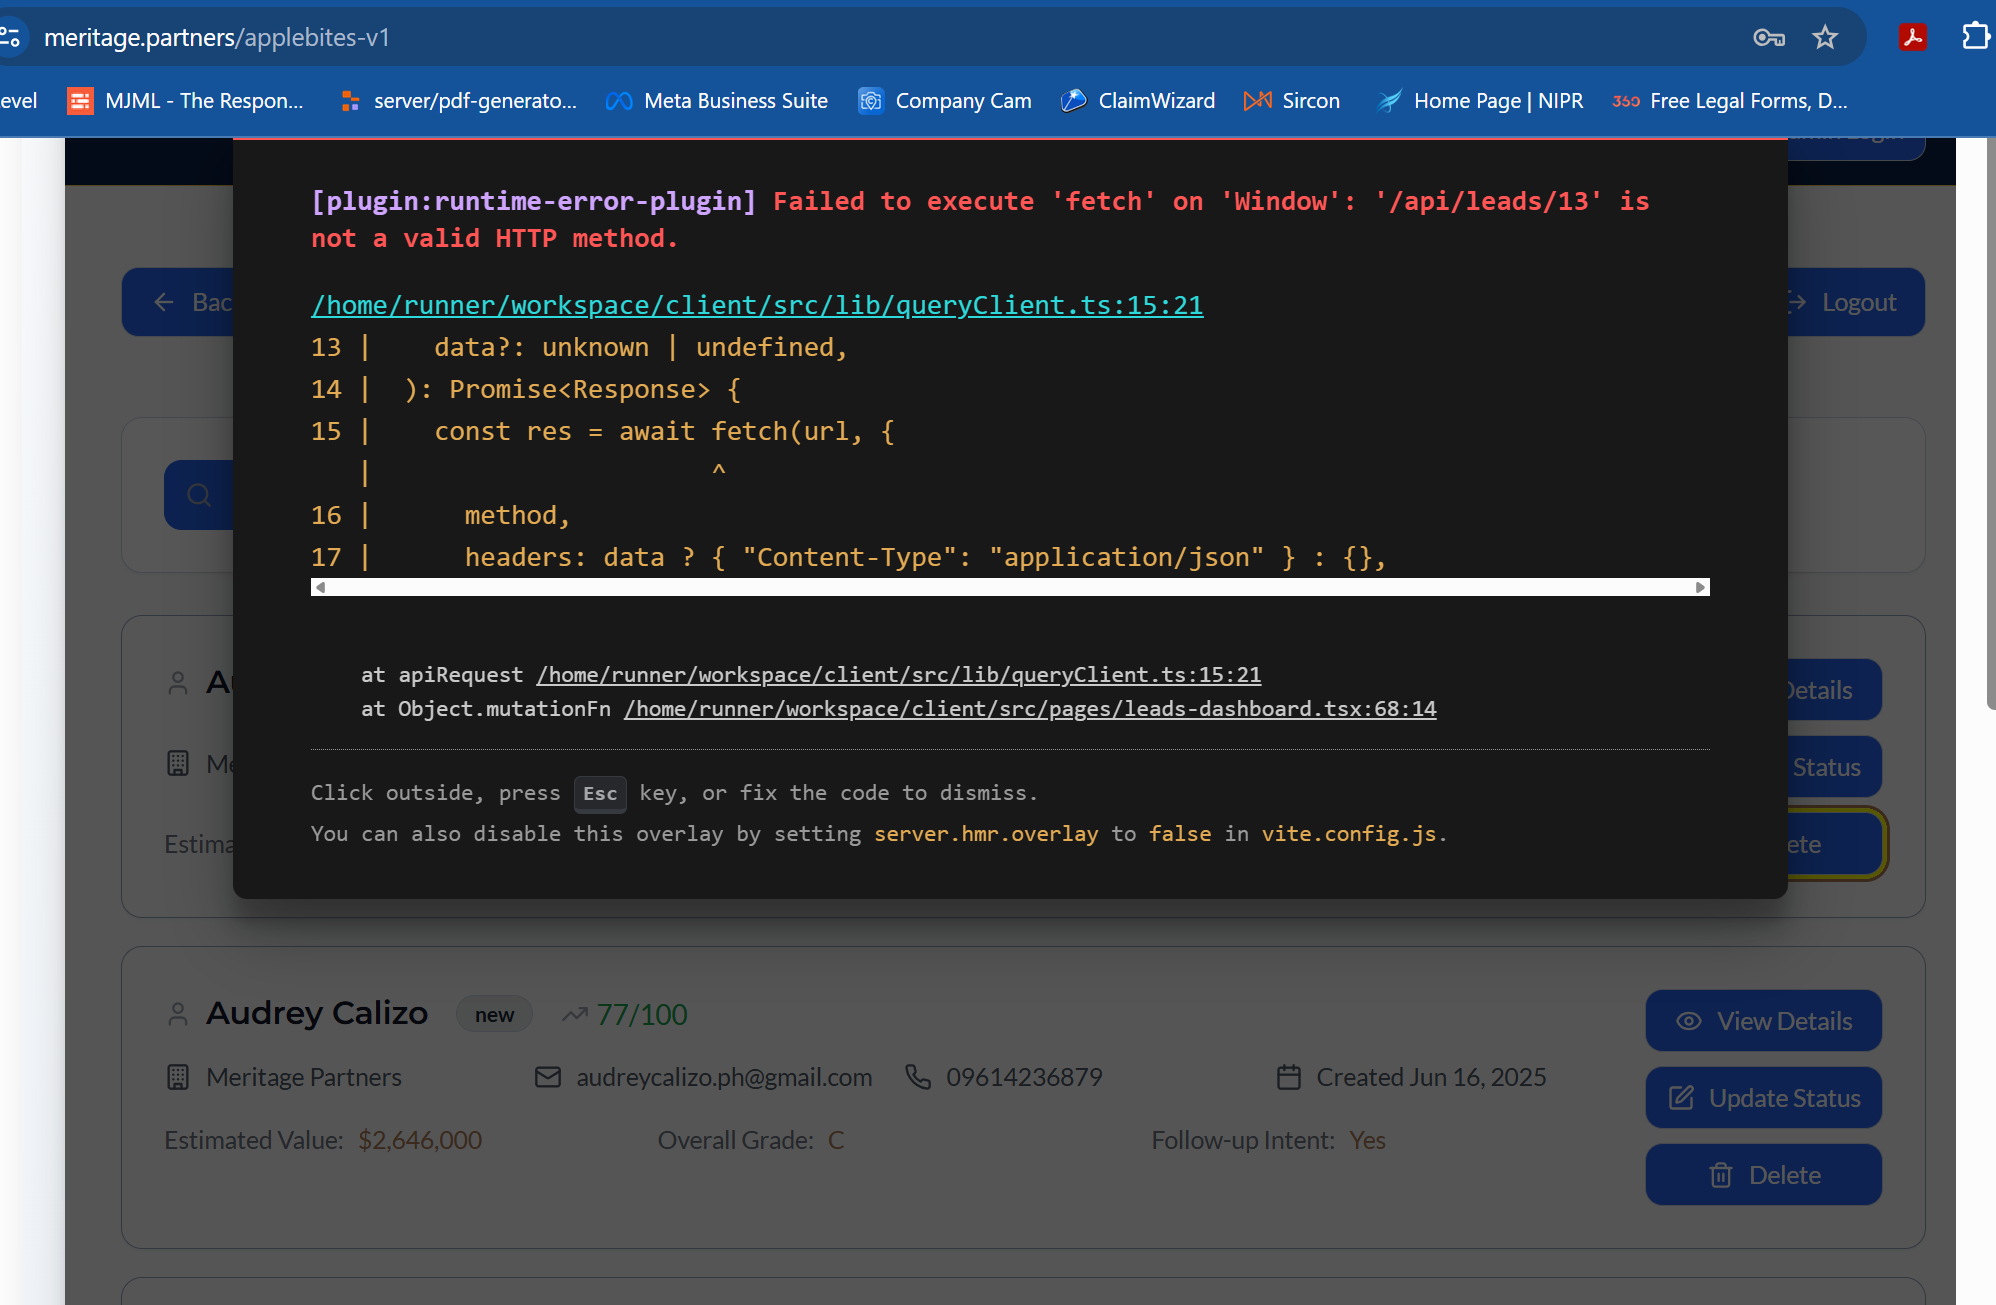 meritage.partners/applebites-v1
evel MJML - The Respon... server/pdf-generato... Meta Business Suite Company Cam ClaimWizard Sircon Home Page | NIPR 360 Free Legal Forms, D...
[plugin:runtime-error-plugin] Failed to execute 'fetch' on 'Window': '/api/leads/13' is
not a valid HTTP method.
Bac
Logout
/home/runner/workspace/client/src/lib/queryClient.ts:15:21
13 |    data?: unknown | undefined,
14 |  ): Promise<Response> {
15 |    const res = await fetch(url, {
   |                      ^
16 |      method,
17 |      headers: data ? { "Content-Type": "application/json" } : {},
at apiRequest /home/runner/workspace/client/src/lib/queryClient.ts:15:21
Details
at Object.mutationFn /home/runner/workspace/client/src/pages/leads-dashboard.tsx:68:14
Me
Status
Click outside, press Esc key, or fix the code to dismiss.
You can also disable this overlay by setting server.hmr.overlay to false in vite.config.js.
Estima
ete
Audrey Calizo new 77/100
View Details
Meritage Partners audreycalizo.ph@gmail.com 09614236879 Created Jun 16, 2025
Update Status
Estimated Value: $2,646,000 Overall Grade: C Follow-up Intent: Yes
Delete